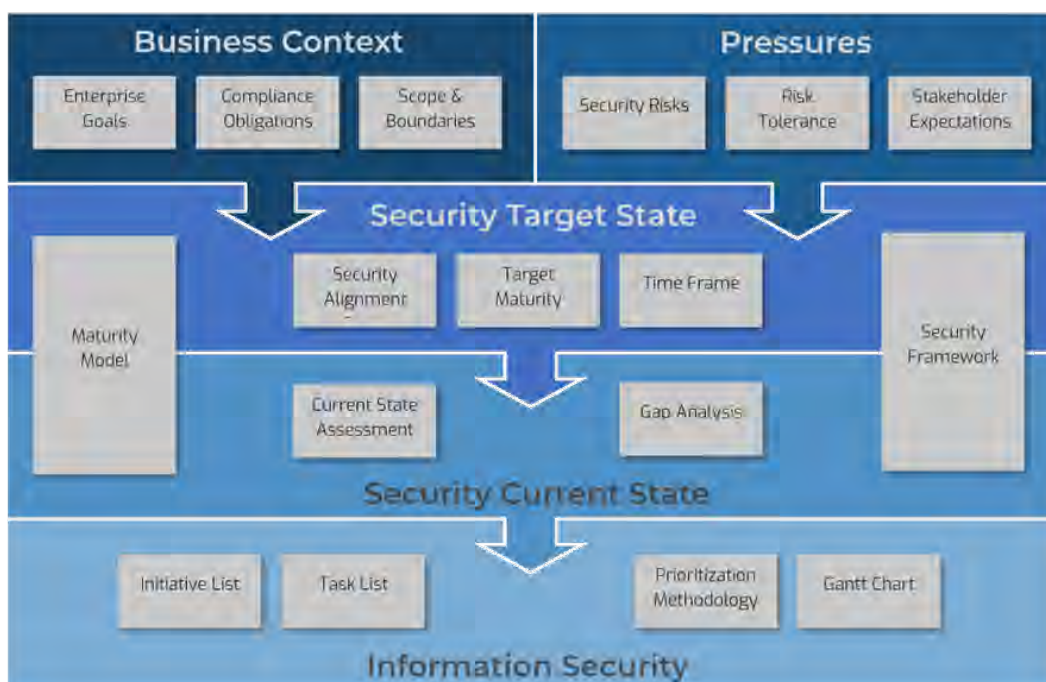 Business Context
Pressures
Enterprise
Goals
Compliance
Obligations
Scope &
Boundaries
Security Risks
Risk
Tolerance
Stakeholder
Expectations
Security Target State
Maturity
Model
Security
Alignment
Target
Maturity
Time Frame
Security
Framework
Current State
Assessment
Gap Analysis
Security Current State
Initiative List
Task List
Prioritization
Methodology
Gantt Chart
Information Security